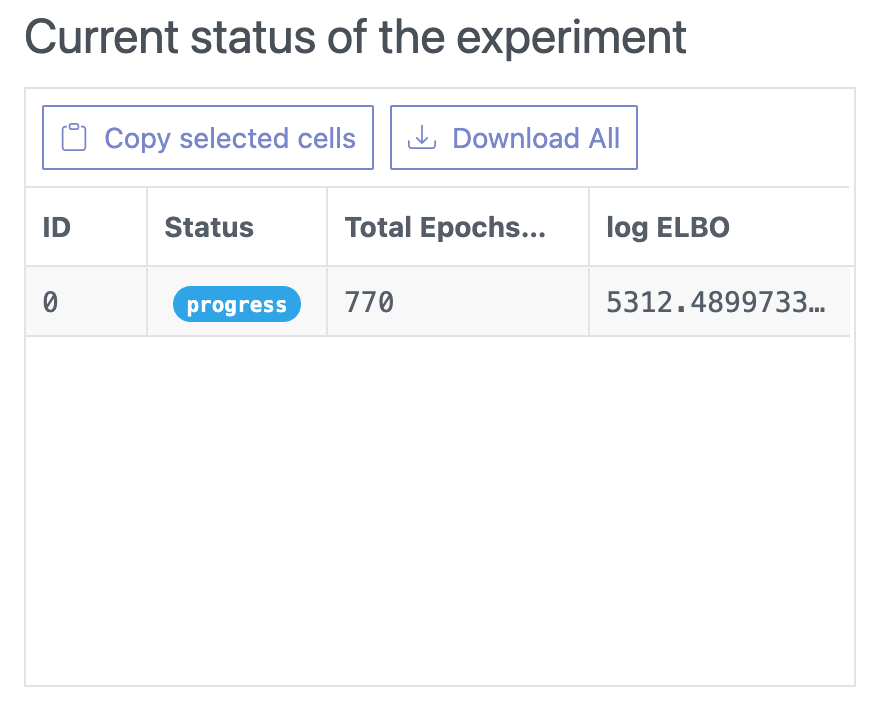 Current status of the experiment
Copy selected cells Download All
ID Status Total Epochs... log ELBO
0 progress 770 5312.4899733…